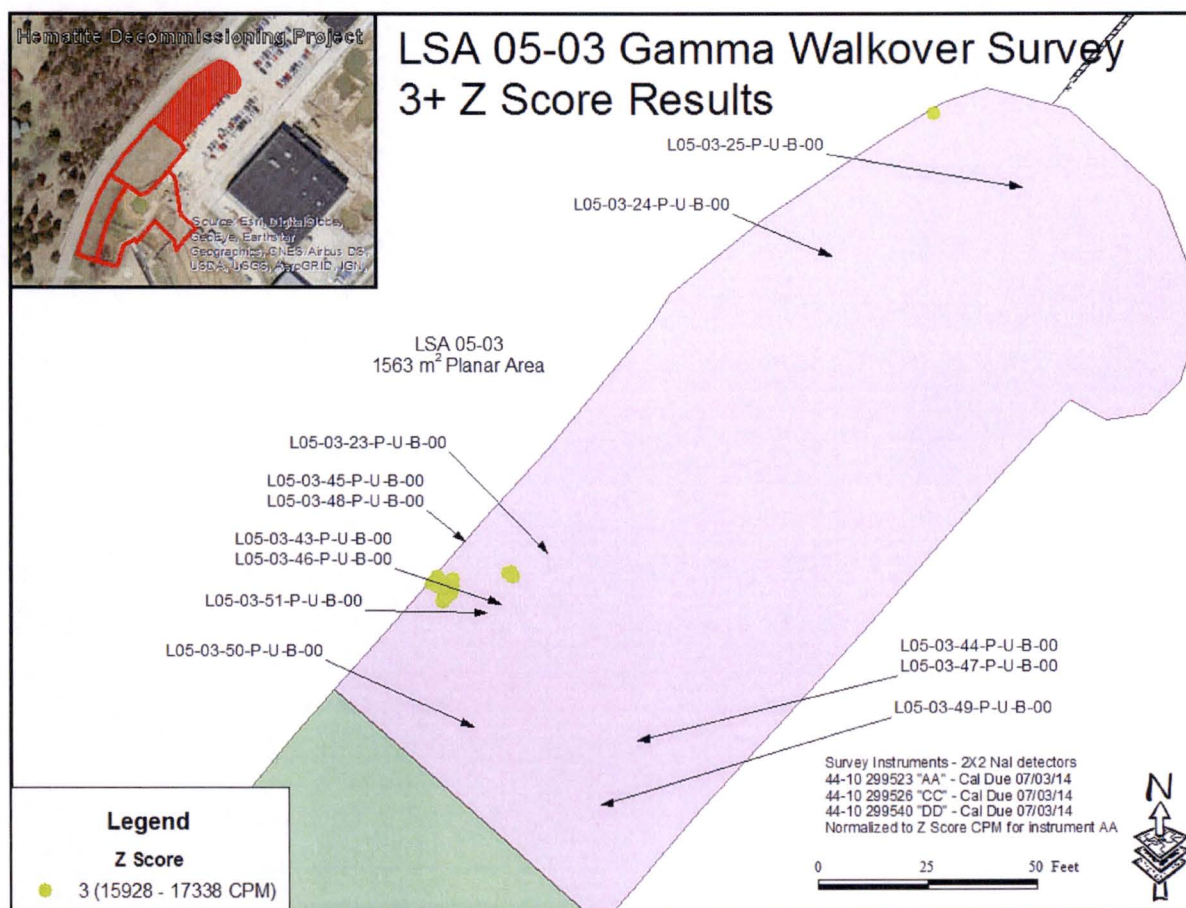 Hematite Decommissioning Project
Source: Esri, DigitalGlobe,
GeoEye, Earthstar
Geographics, CNES/Airbus DS,
USDA, USGS, AeroGRID, IGN,
LSA 05-03 Gamma Walkover Survey
3+ Z Score Results
L05-03-25-P-U-B-00
L05-03-24-P-U-B-00
LSA 05-03
1563 m² Planar Area
L05-03-23-P-U-B-00
L05-03-45-P-U-B-00
L05-03-48-P-U-B-00
L05-03-43-P-U-B-00
L05-03-46-P-U-B-00
L05-03-51-P-U-B-00
L05-03-50-P-U-B-00
L05-03-44-P-U-B-00
L05-03-47-P-U-B-00
L05-03-49-P-U-B-00
Survey Instruments - 2X2 NaI detectors
44-10 299523 "AA" - Cal Due 07/03/14
44-10 299526 "CC" - Cal Due 07/03/14
44-10 299540 "DD" - Cal Due 07/03/14
Normalized to Z Score CPM for instrument AA
N
0 25 50 Feet
Legend
Z Score
3 (15928 - 17338 CPM)